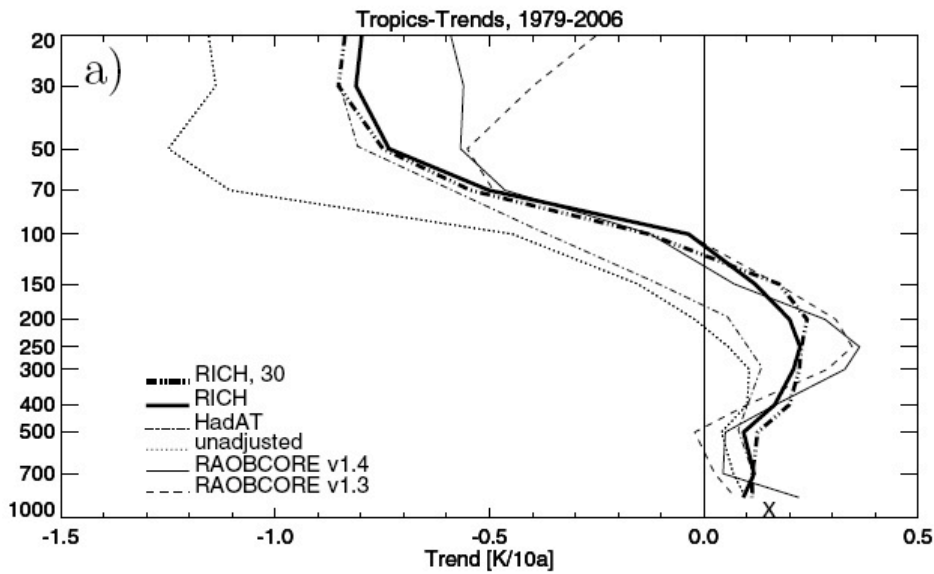 Tropics-Trends, 1979-2006
a)
20
30
50
70
100
150
200
250
300
400
500
700
1000
RICH, 30
RICH
HadAT
unadjusted
RAOBCORE v1.4
RAOBCORE v1.3
X
-1.5 -1.0 -0.5 0.0 0.5
Trend [K/10a]